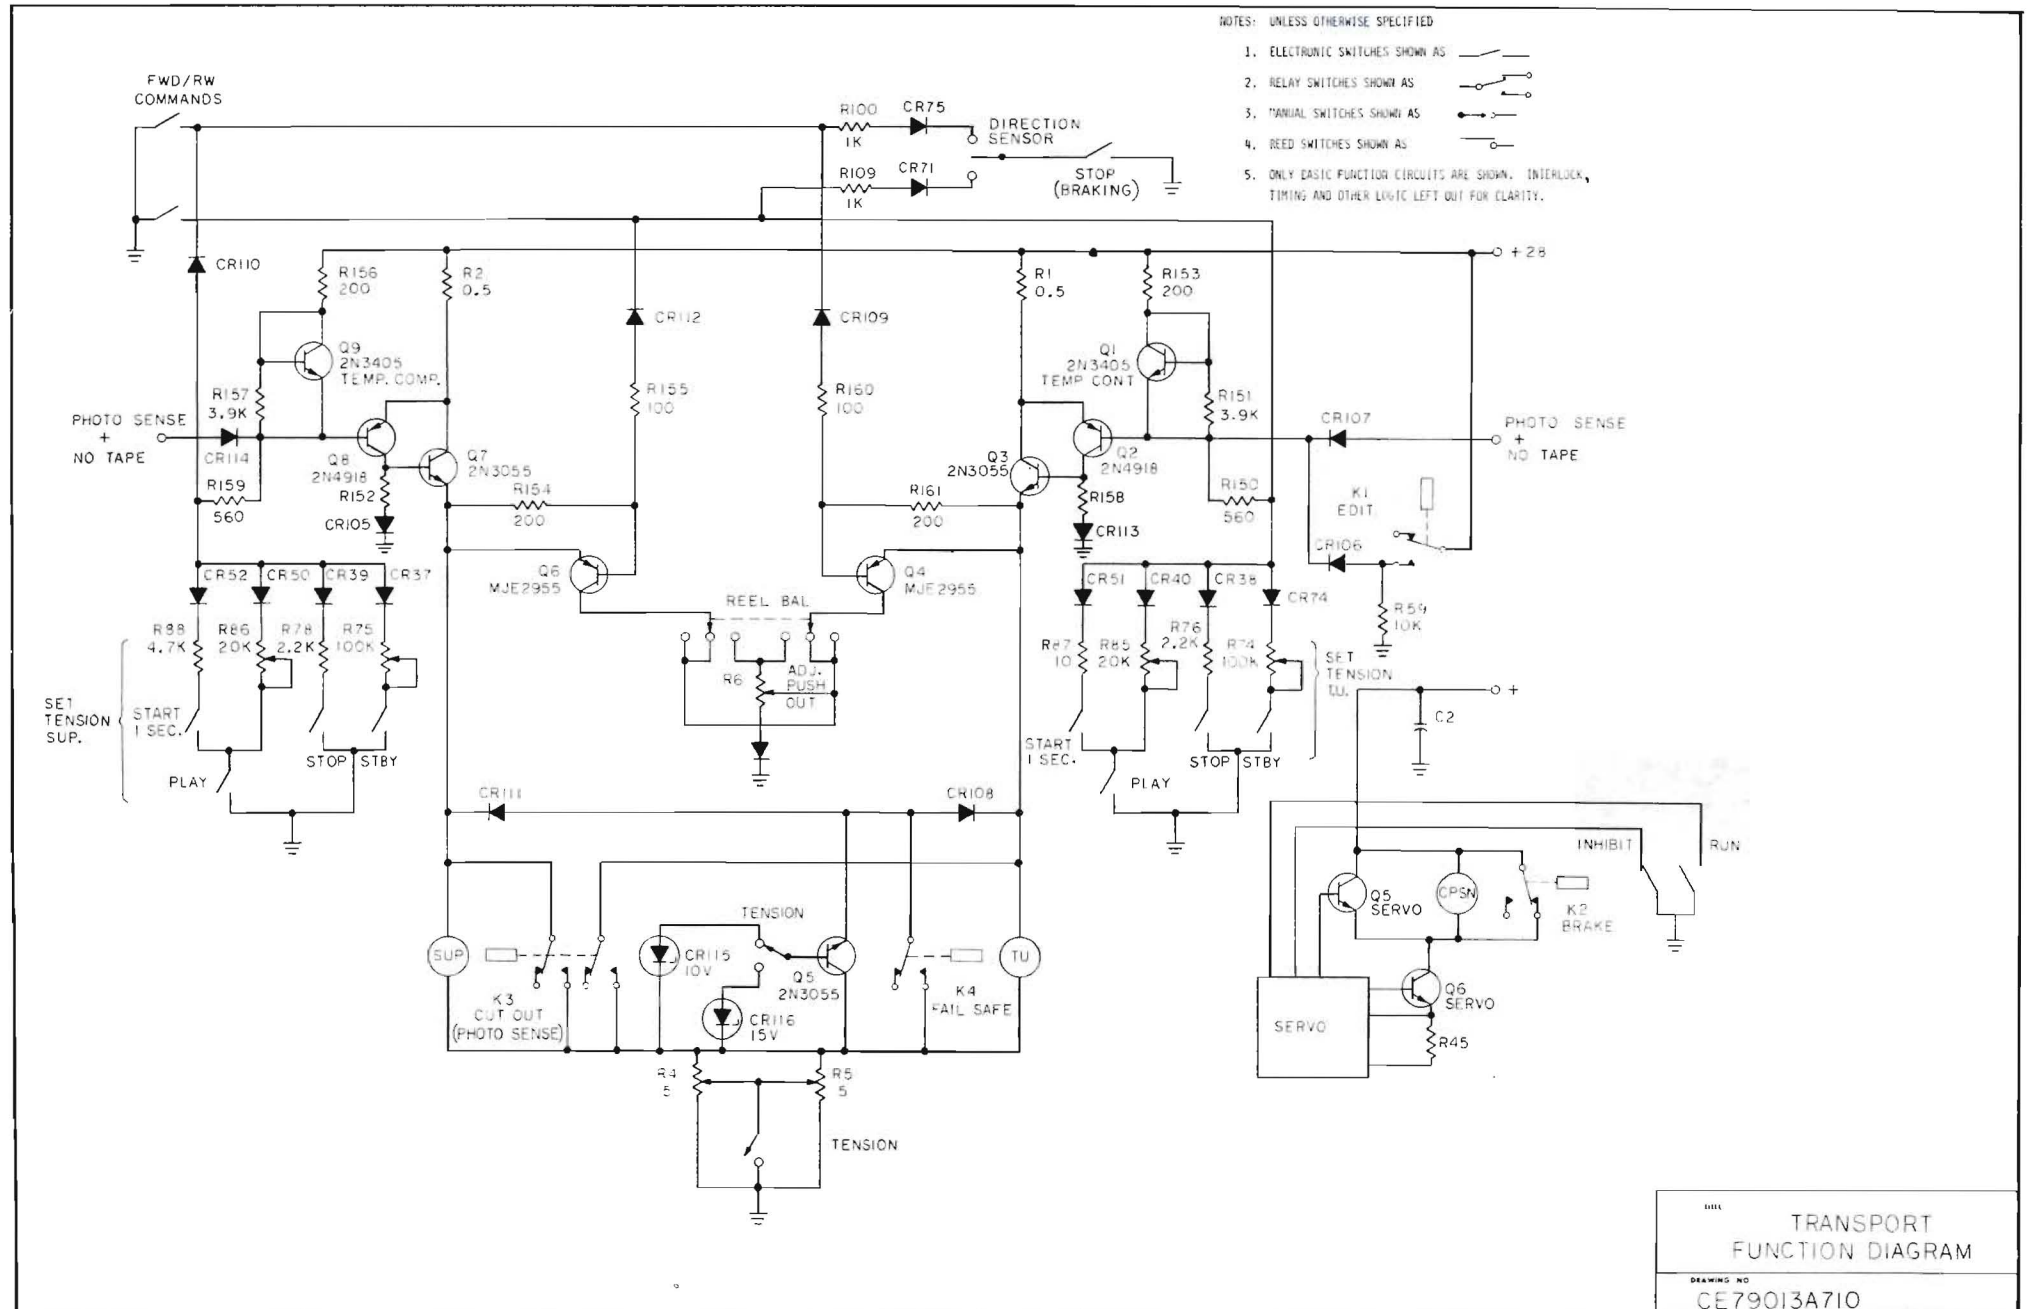 NOTES: UNLESS OTHERWISE SPECIFIED
1. ELECTRONIC SWITCHES SHOWN AS
2. RELAY SWITCHES SHOWN AS
3. MANUAL SWITCHES SHOWN AS
4. REED SWITCHES SHOWN AS
5. ONLY BASIC FUNCTION CIRCUITS ARE SHOWN. INTERLOCK,
TIMING AND OTHER LOGIC LEFT OUT FOR CLARITY.
FWD/RW
COMMANDS
R100
1K
CR75
DIRECTION
SENSOR
R109
1K
CR71
STOP
(BRAKING)
CR110
R156
200
R2
0.5
CR112
CR109
R1
0.5
R153
200
+28
Q9
2N3405
TEMP. COMP.
R155
100
R160
100
Q1
2N3405
TEMP CONT
R157
3.9K
R151
3.9K
PHOTO SENSE
+
NO TAPE
CR114
Q8
2N4918
Q7
2N3055
Q3
2N3055
Q2
2N4918
CR107
PHOTO SENSE
+
NO TAPE
R159
560
R152
CR105
R154
200
R161
200
R158
CR113
R150
560
K1
EDIT
CR106
R59
10K
CR52
CR50
CR39
CR37
Q6
MJE2955
Q4
MJE2955
REEL BAL
CR51
CR40
CR38
CR74
R88
4.7K
R86
20K
R78
2.2K
R75
100K
R6
ADJ.
PUSH
OUT
R87
10
R85
20K
R76
2.2K
R74
100K
SET
TENSION
T.U.
SET
TENSION
SUP.
START
1 SEC.
STOP
STBY
PLAY
START
1 SEC.
STOP
STBY
PLAY
+
C2
CR111
CR108
INHIBIT
RUN
SUP
K3
CUT OUT
(PHOTO SENSE)
TENSION
CR115
10V
CR116
15V
Q5
2N3055
K4
FAIL SAFE
TU
Q5
SERVO
CPSN
K2
BRAKE
Q6
SERVO
SERVO
R45
R4
5
R5
5
TENSION
TITLE
TRANSPORT
FUNCTION DIAGRAM
DRAWING NO
CE79013A710